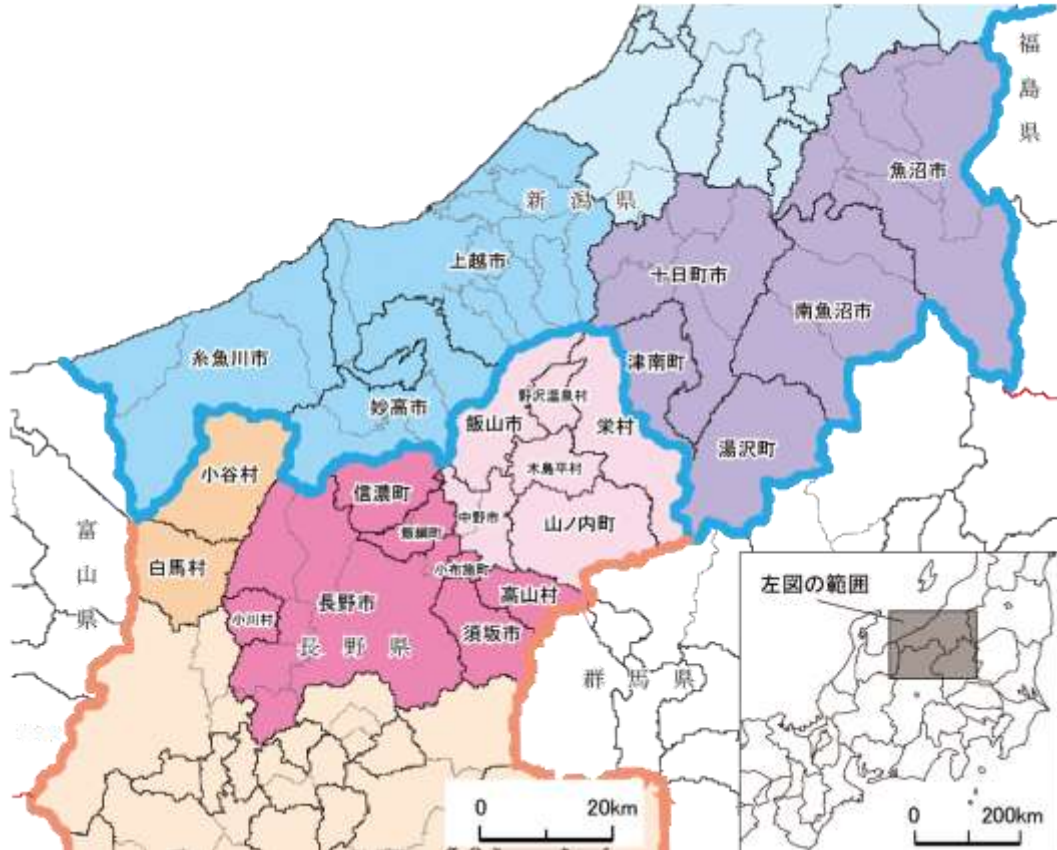 福島県
魚沼市
新潟県
上越市
十日町市
南魚沼市
糸魚川市
津南町
野沢温泉村
妙高市
飯山市
栄村
湯沢町
小谷村
木島平村
信濃町
中野市
山ノ内町
富山県
飯綱町
白馬村
小布施町
高山村
長野市
小川村
須坂市
長野県
群馬県
左図の範囲
0 20km
0 200km